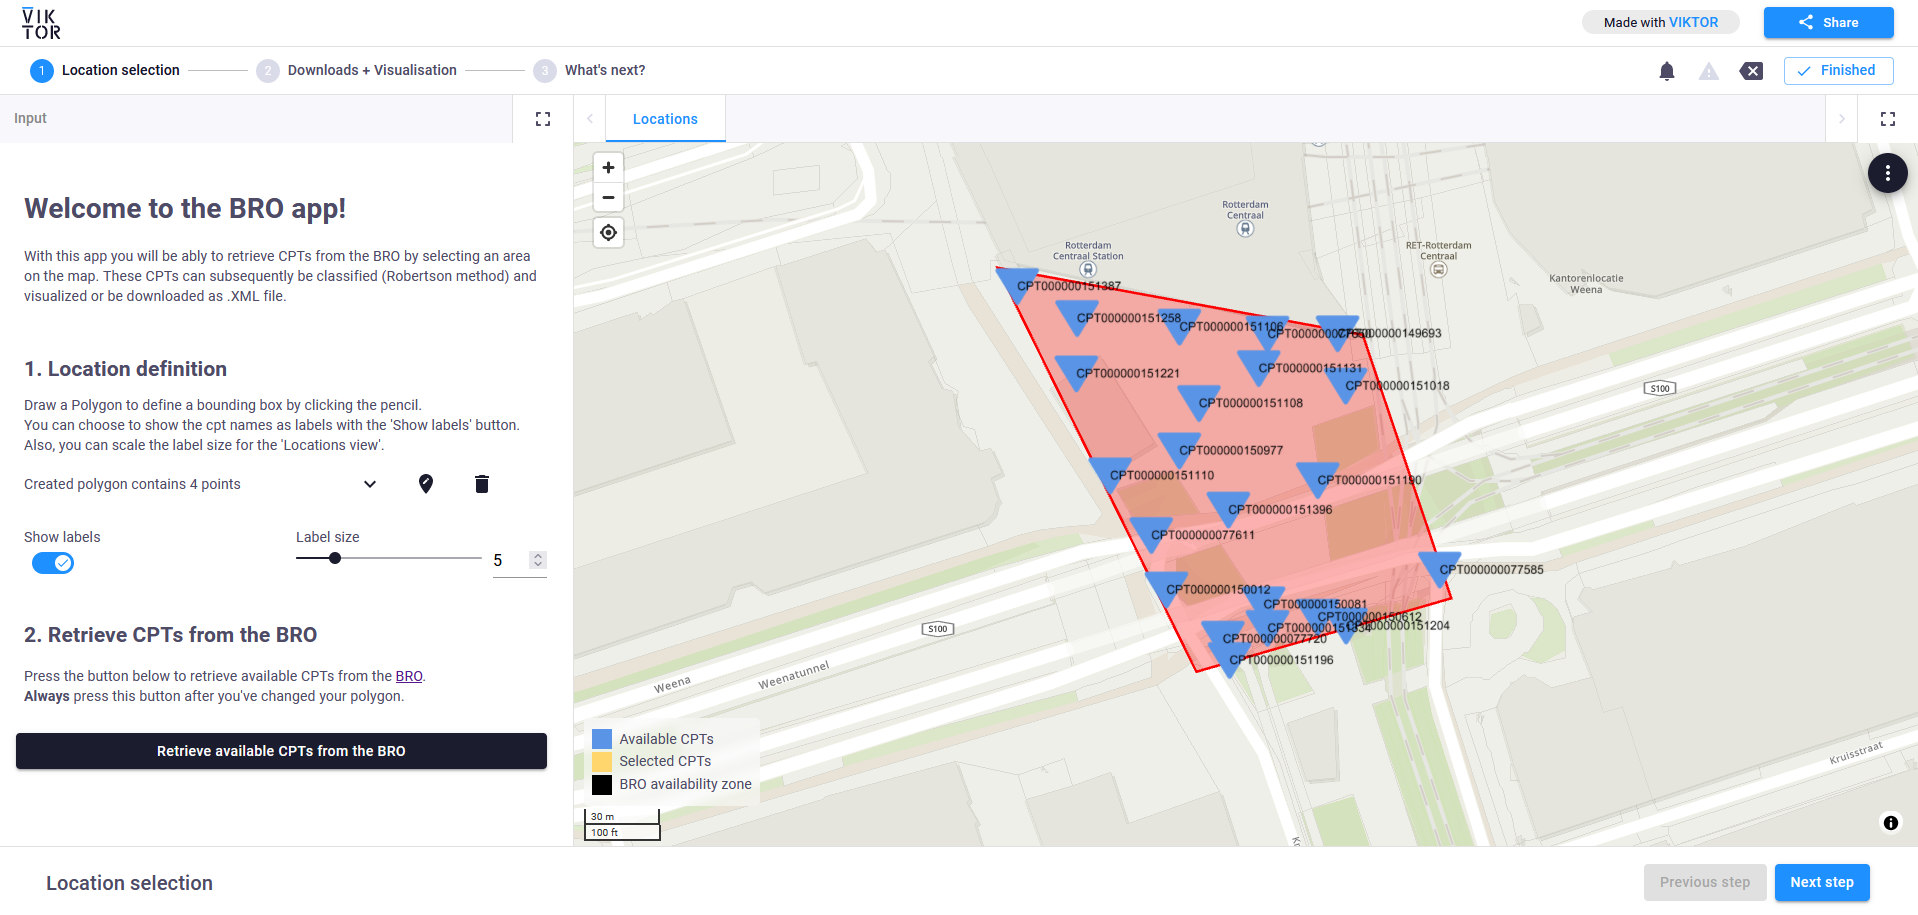 VIK
TOR
Made with VIKTOR
Share
1 Location selection
2 Downloads + Visualisation
3 What's next?
Finished
Input
Locations
Welcome to the BRO app!
With this app you will be ably to retrieve CPTs from the BRO by selecting an area
on the map. These CPTs can subsequently be classified (Robertson method) and
visualized or be downloaded as .XML file.
1. Location definition
Draw a Polygon to define a bounding box by clicking the pencil.
You can choose to show the cpt names as labels with the 'Show labels' button.
Also, you can scale the label size for the 'Locations view'.
Created polygon contains 4 points
Show labels
Label size
5
2. Retrieve CPTs from the BRO
Press the button below to retrieve available CPTs from the BRO.
Always press this button after you've changed your polygon.
Retrieve available CPTs from the BRO
Rotterdam
Centraal
Rotterdam
Centraal Station
RET-Rotterdam
Centraal
Kantorenlocatie
Weena
CPT000000151387
CPT000000151258
CPT000000151106
CPT000000149693
CPT000000151221
CPT000000151131
CPT000000151018
CPT000000151108
CPT000000150977
CPT000000151110
CPT000000151190
CPT000000151396
CPT000000077611
CPT000000077585
CPT000000150012
CPT000000150081
CPT000000150612
CPT000000151204
CPT000000151334
CPT000000077720
CPT000000151196
S100
S100
Weena
Weenatunnel
Kruisstraat
Available CPTs
Selected CPTs
BRO availability zone
30 m
100 ft
Location selection
Previous step
Next step